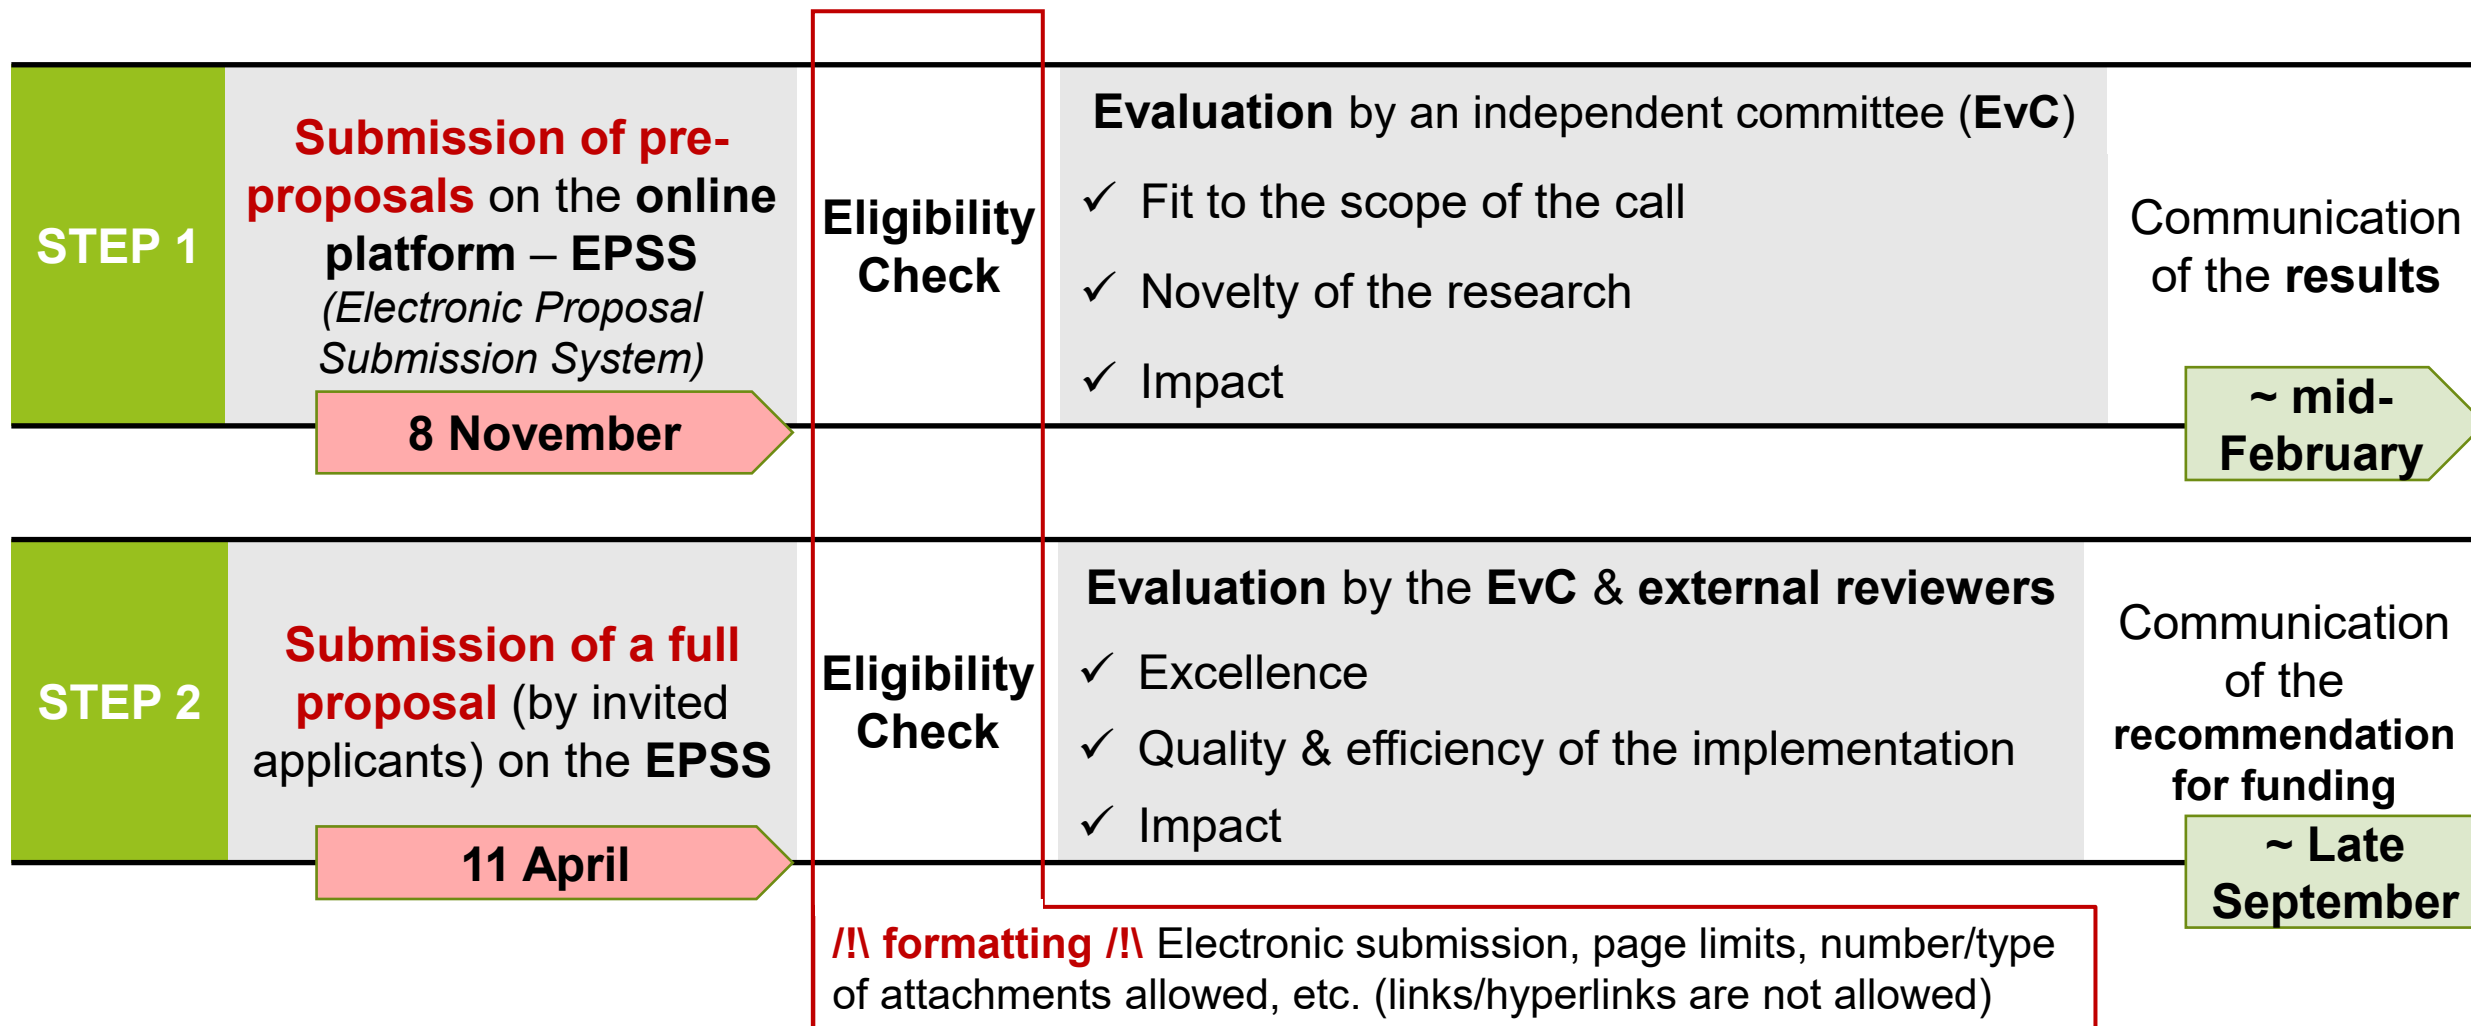 STEP 1
Submission of pre-
proposals on the online
platform – EPSS
(Electronic Proposal
Submission System)
8 November
Eligibility
Check
Evaluation by an independent committee (EvC)
✓ Fit to the scope of the call
✓ Novelty of the research
✓ Impact
Communication
of the results
~ mid-
February
STEP 2
Submission of a full
proposal (by invited
applicants) on the EPSS
11 April
Eligibility
Check
Evaluation by the EvC & external reviewers
✓ Excellence
✓ Quality & efficiency of the implementation
✓ Impact
Communication
of the
recommendation
for funding
~ Late
September
/!\ formatting /!\ Electronic submission, page limits, number/type
of attachments allowed, etc. (links/hyperlinks are not allowed)